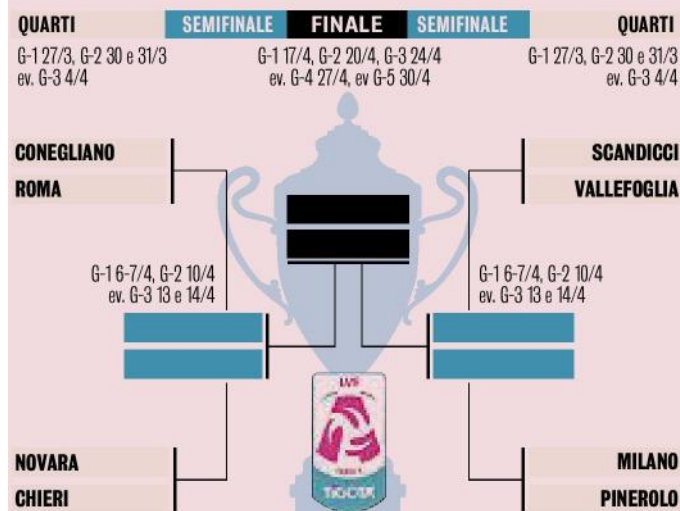 QUARTI SEMIFINALE FINALE SEMIFINALE QUARTI
G-1 27/3, G-2 30 e 31/3
ev. G-3 4/4
G-1 17/4, G-2 20/4, G-3 24/4
ev. G-4 27/4, ev G-5 30/4
G-1 27/3, G-2 30 e 31/3
ev. G-3 4/4
CONEGLIANO
ROMA
SCANDICCI
VALLEFOGLIA
G-1 6-7/4, G-2 10/4
ev. G-3 13 e 14/4
G-1 6-7/4, G-2 10/4
ev. G-3 13 e 14/4
LVF
TIGOTÀ
NOVARA
CHIERI
MILANO
PINEROLO